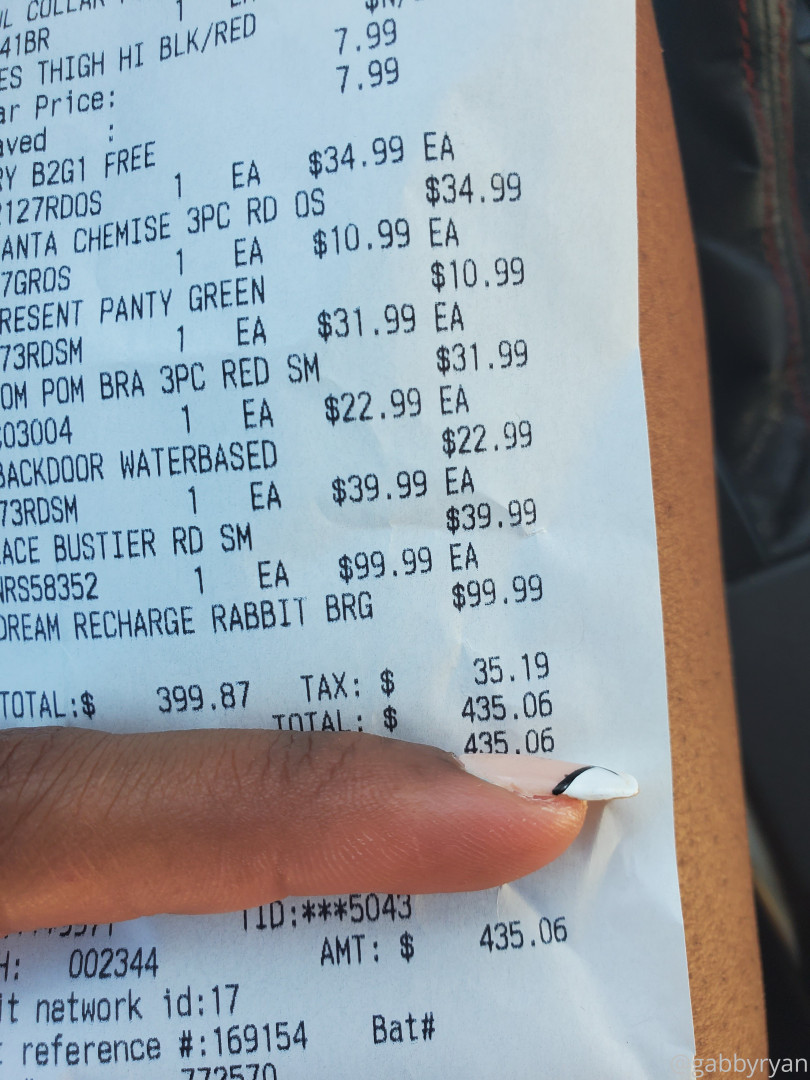 COLLAR
1
41BR
ES THIGH HI BLK/RED 7.99
ar Price: 7.99
aved :
RY B2G1 FREE
1 EA $34.99 EA
2127RDOS $34.99
ANTA CHEMISE 3PC RD OS
1 EA $10.99 EA
7GROS $10.99
RESENT PANTY GREEN
1 EA $31.99 EA
73RDSM $31.99
OM POM BRA 3PC RED SM
1 EA $22.99 EA
C03004 $22.99
BACKDOOR WATERBASED
1 EA $39.99 EA
73RDSM $39.99
ACE BUSTIER RD SM
1 EA $99.99 EA
NRS58352 $99.99
DREAM RECHARGE RABBIT BRG
TOTAL:$ 399.87 TAX: $ 35.19
TOTAL: $ 435.06
435.06
TID:***5043
H: 002344 AMT: $ 435.06
it network id:17
t reference #:169154 Bat#
772570
gabbyryan